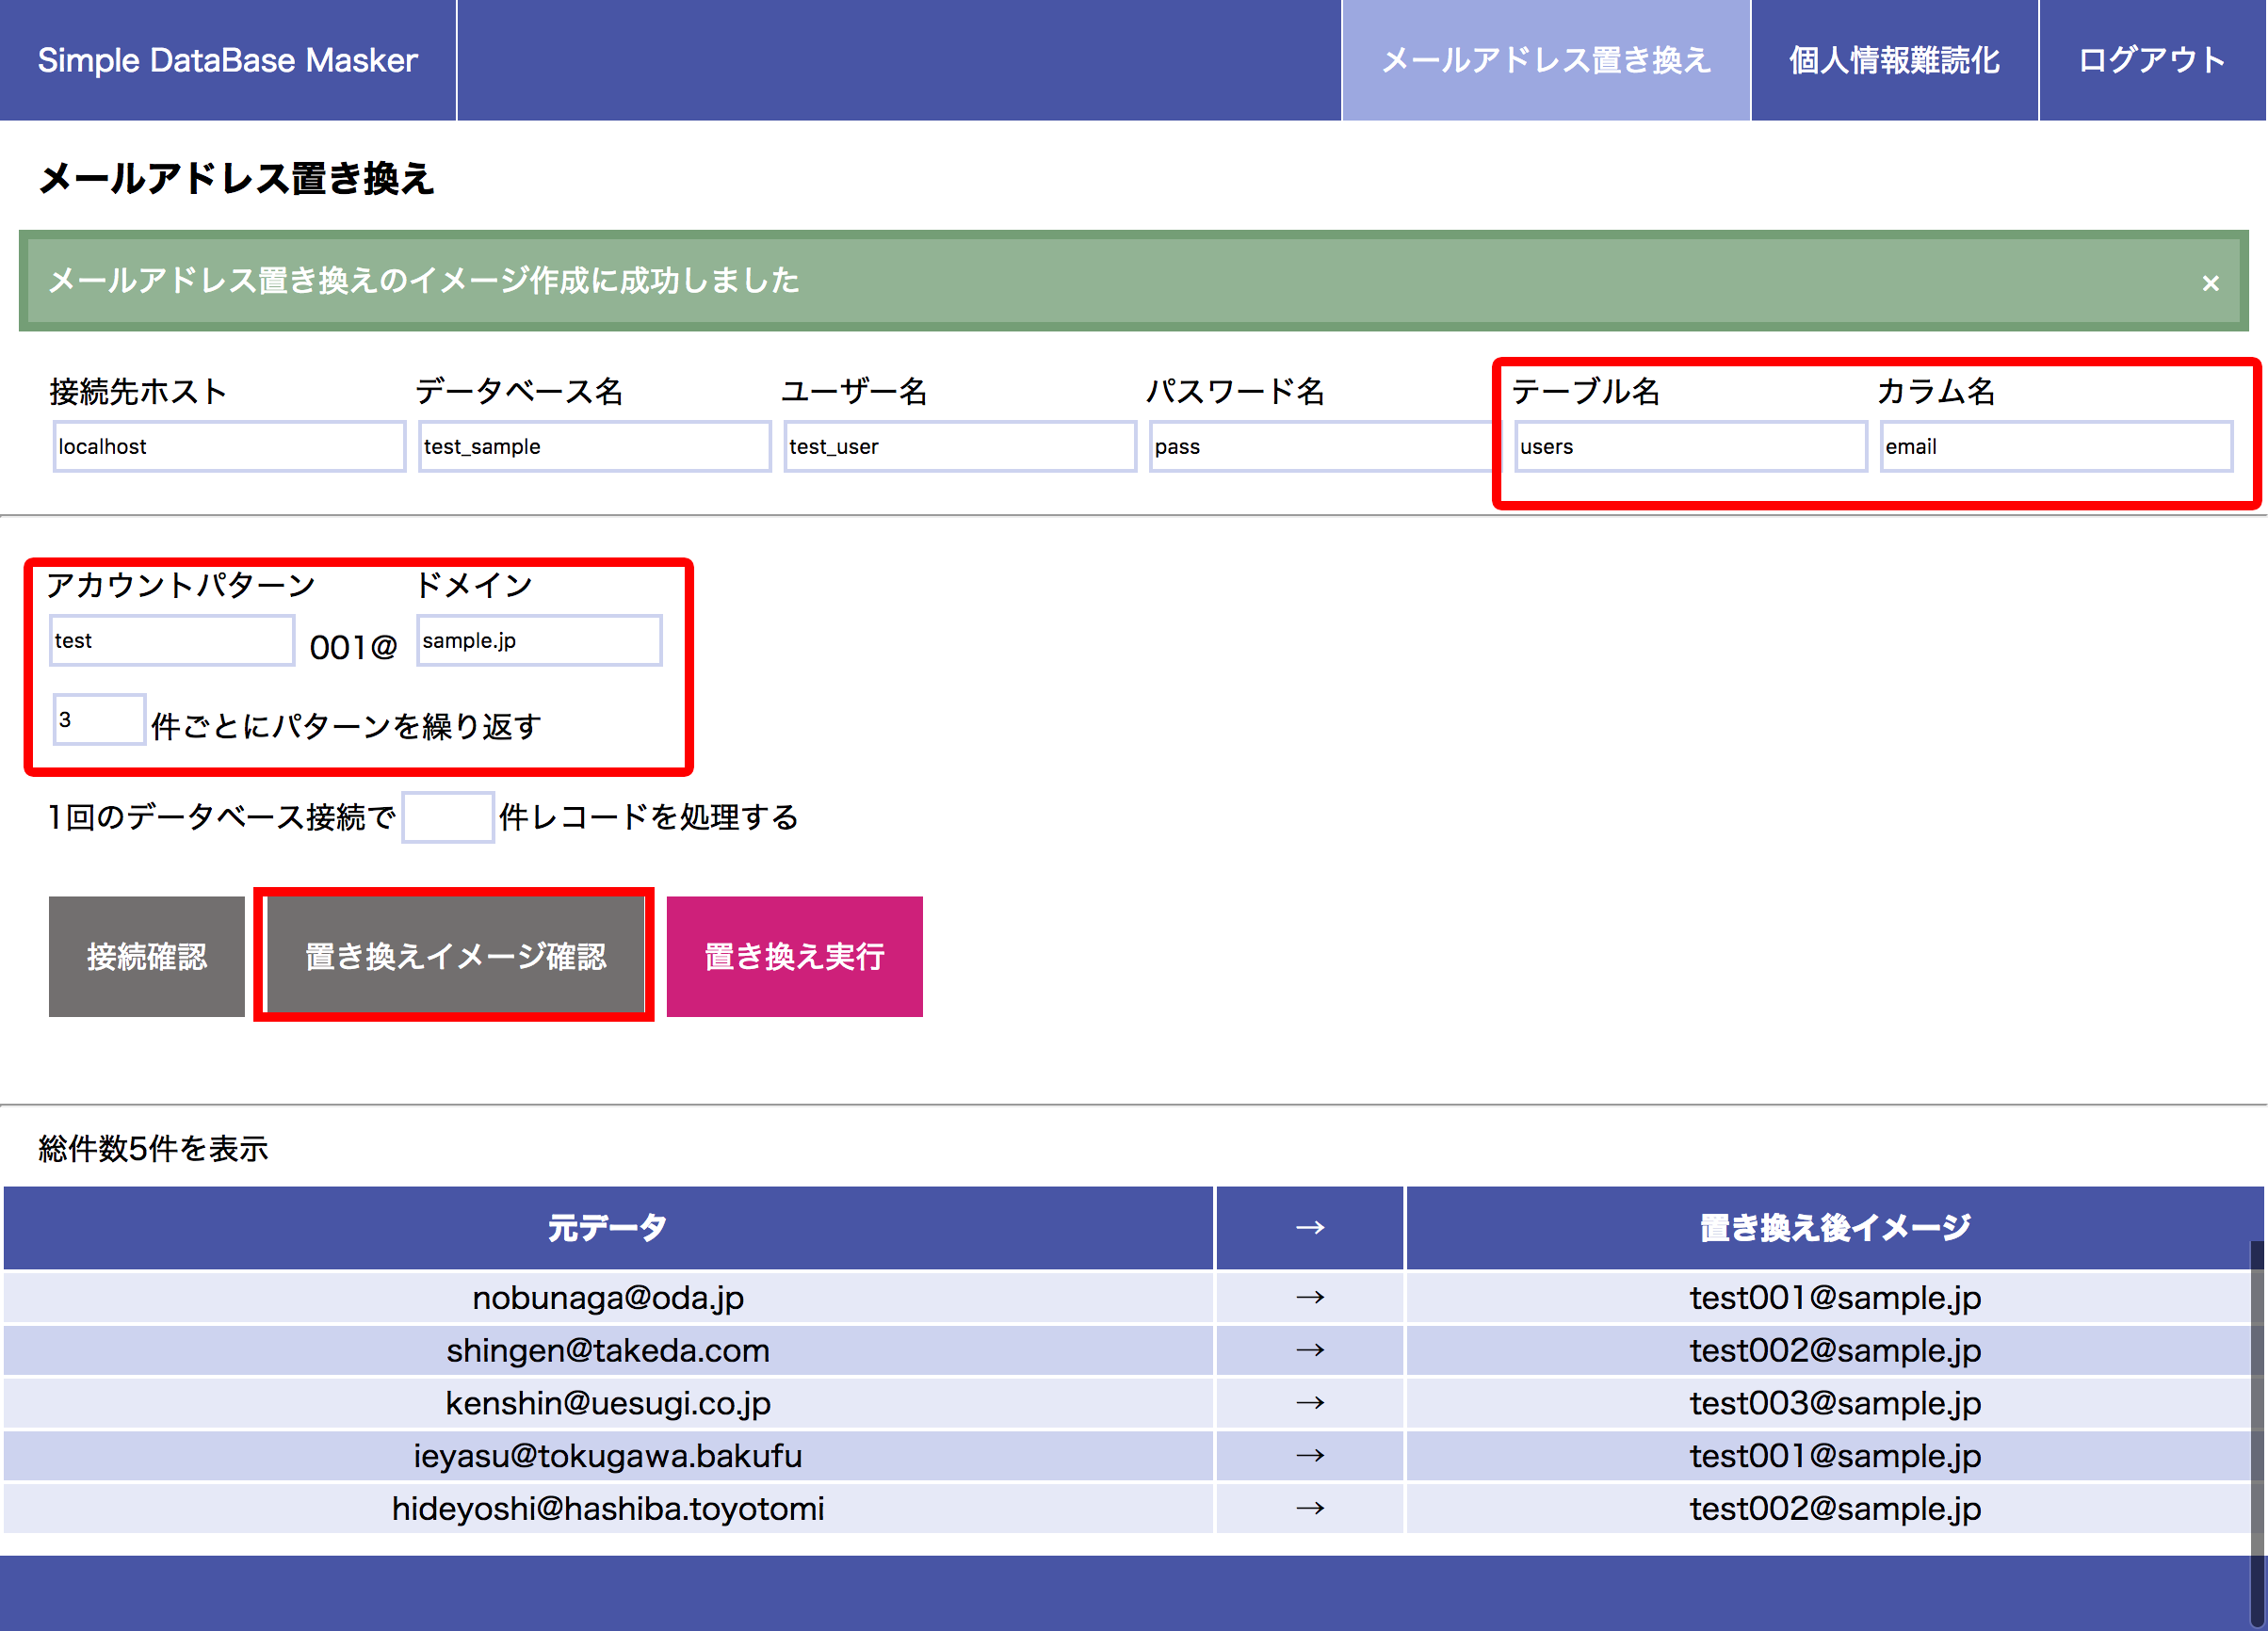 Simple DataBase Masker
メールアドレス置き換え
個人情報難読化
ログアウト
メールアドレス置き換え
メールアドレス置き換えのイメージ作成に成功しました ×
接続先ホスト データベース名 ユーザー名 パスワード名 テーブル名 カラム名
localhost test_sample test_user pass users email
アカウントパターン ドメイン
test 001@ sample.jp
3 件ごとにパターンを繰り返す
1回のデータベース接続で 件レコードを処理する
接続確認 置き換えイメージ確認 置き換え実行
総件数5件を表示
元データ → 置き換え後イメージ
nobunaga@oda.jp → test001@sample.jp
shingen@takeda.com → test002@sample.jp
kenshin@uesugi.co.jp → test003@sample.jp
ieyasu@tokugawa.bakufu → test001@sample.jp
hideyoshi@hashiba.toyotomi → test002@sample.jp